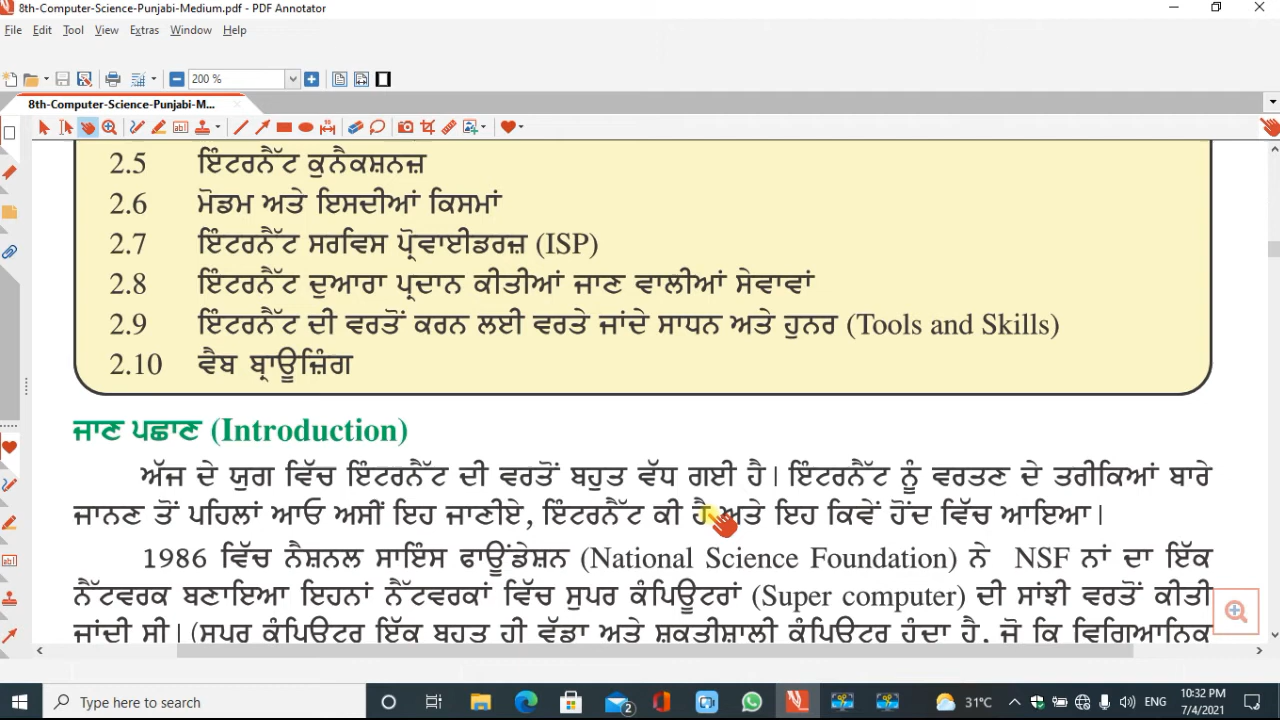 8th-Computer-Science-Punjabi-Medium.pdf - PDF Annotator
File Edit Tool View Extras Window Help
200 %
8th-Computer-Science-Punjabi-M...
2.5 ਇੰਟਰਨੈੱਟ ਕੁਨੈਕਸ਼ਨਜ਼
2.6 ਮੋਡਮ ਅਤੇ ਇਸਦੀਆਂ ਕਿਸਮਾਂ
2.7 ਇੰਟਰਨੈੱਟ ਸਰਵਿਸ ਪ੍ਰੋਵਾਈਡਰਜ਼ (ISP)
2.8 ਇੰਟਰਨੈੱਟ ਦੁਆਰਾ ਪ੍ਰਦਾਨ ਕੀਤੀਆਂ ਜਾਣ ਵਾਲੀਆਂ ਸੇਵਾਵਾਂ
2.9 ਇੰਟਰਨੈੱਟ ਦੀ ਵਰਤੋਂ ਕਰਨ ਲਈ ਵਰਤੇ ਜਾਂਦੇ ਸਾਧਨ ਅਤੇ ਹੁਨਰ (Tools and Skills)
2.10 ਵੈਬ ਬ੍ਰਾਊਜ਼ਿੰਗ
ਜਾਣ ਪਛਾਣ (Introduction)
ਅੱਜ ਦੇ ਯੁਗ ਵਿੱਚ ਇੰਟਰਨੈੱਟ ਦੀ ਵਰਤੋਂ ਬਹੁਤ ਵੱਧ ਗਈ ਹੈ। ਇੰਟਰਨੈੱਟ ਨੂੰ ਵਰਤਣ ਦੇ ਤਰੀਕਿਆਂ ਬਾਰੇ
ਜਾਨਣ ਤੋਂ ਪਹਿਲਾਂ ਆਓ ਅਸੀਂ ਇਹ ਜਾਣੀਏ, ਇੰਟਰਨੈੱਟ ਕੀ ਹੈ ਅਤੇ ਇਹ ਕਿਵੇਂ ਹੋਂਦ ਵਿੱਚ ਆਇਆ।
1986 ਵਿੱਚ ਨੈਸ਼ਨਲ ਸਾਇੰਸ ਫਾਊਂਡੇਸ਼ਨ (National Science Foundation) ਨੇ NSF ਨਾਂ ਦਾ ਇੱਕ
ਨੈੱਟਵਰਕ ਬਣਾਇਆ ਇਹਨਾਂ ਨੈੱਟਵਰਕਾਂ ਵਿੱਚ ਸੁਪਰ ਕੰਪਿਊਟਰਾਂ (Super computer) ਦੀ ਸਾਂਝੀ ਵਰਤੋਂ ਕੀਤੀ
ਜਾਂਦੀ ਸੀ। (ਸੁਪਰ ਕੰਪਿਊਟਰ ਇੱਕ ਬਹੁਤ ਹੀ ਵੱਡਾ ਅਤੇ ਸ਼ਕਤੀਸ਼ਾਲੀ ਕੰਪਿਊਟਰ ਹੁੰਦਾ ਹੈ, ਜੋ ਕਿ ਵਿਗਿਆਨਿਕ
Type here to search
2
31°C
ENG
10:32 PM
7/4/2021